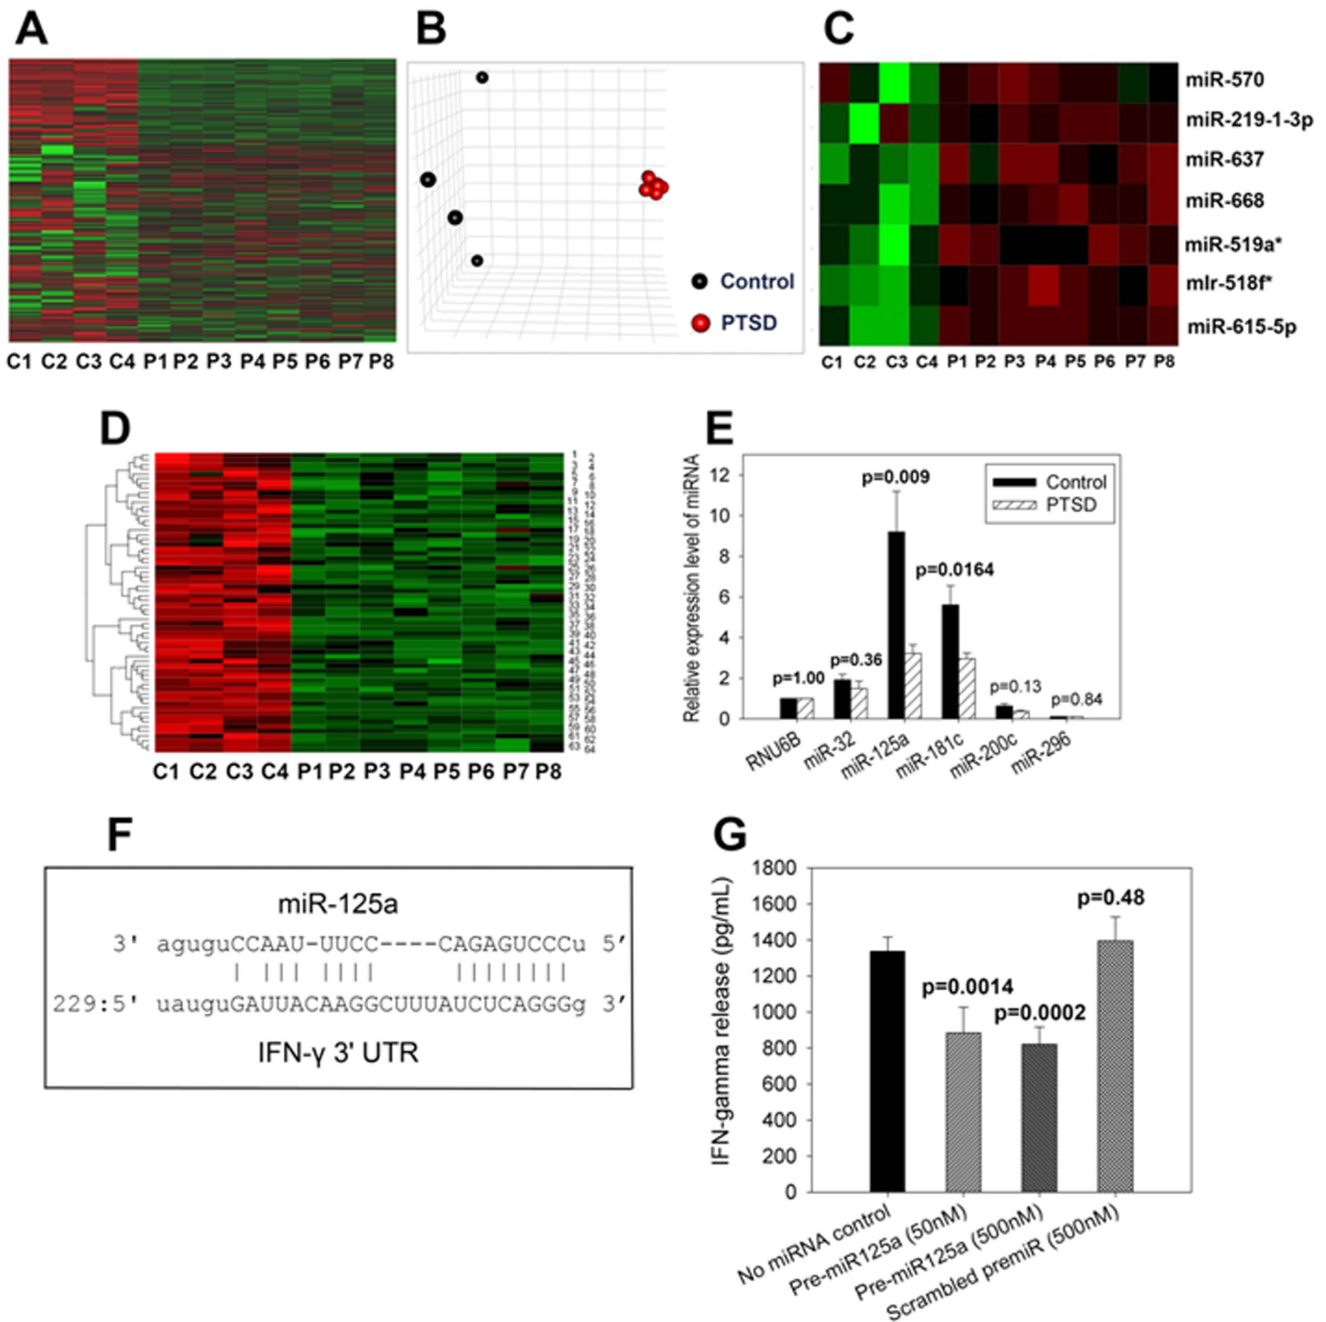 A
B
C
C1 C2 C3 C4 P1 P2 P3 P4 P5 P6 P7 P8
Control
PTSD
miR-570
miR-219-1-3p
miR-637
miR-668
miR-519a*
mIr-518f*
miR-615-5p
C1 C2 C3 C4 P1 P2 P3 P4 P5 P6 P7 P8
D
C1 C2 C3 C4 P1 P2 P3 P4 P5 P6 P7 P8
E
Relative expression level of miRNA
12
10
8
6
4
2
0
Control
PTSD
p=1.00
p=0.36
p=0.009
p=0.0164
p=0.13
p=0.84
RNU6B
miR-32
miR-125a
miR-181c
miR-200c
miR-296
F
miR-125a
3' aguguCCAAU-UUCC----CAGAGUCCCu 5'
229:5' uauguGAUUACAAGGCUUUAUCUCAGGGg 3'
IFN-γ 3' UTR
G
IFN-gamma release (pg/mL)
1800
1600
1400
1200
1000
800
600
400
200
0
p=0.0014
p=0.0002
p=0.48
No miRNA control
Pre-miR125a (50nM)
Pre-miR125a (500nM)
Scrambled premiR (500nM)